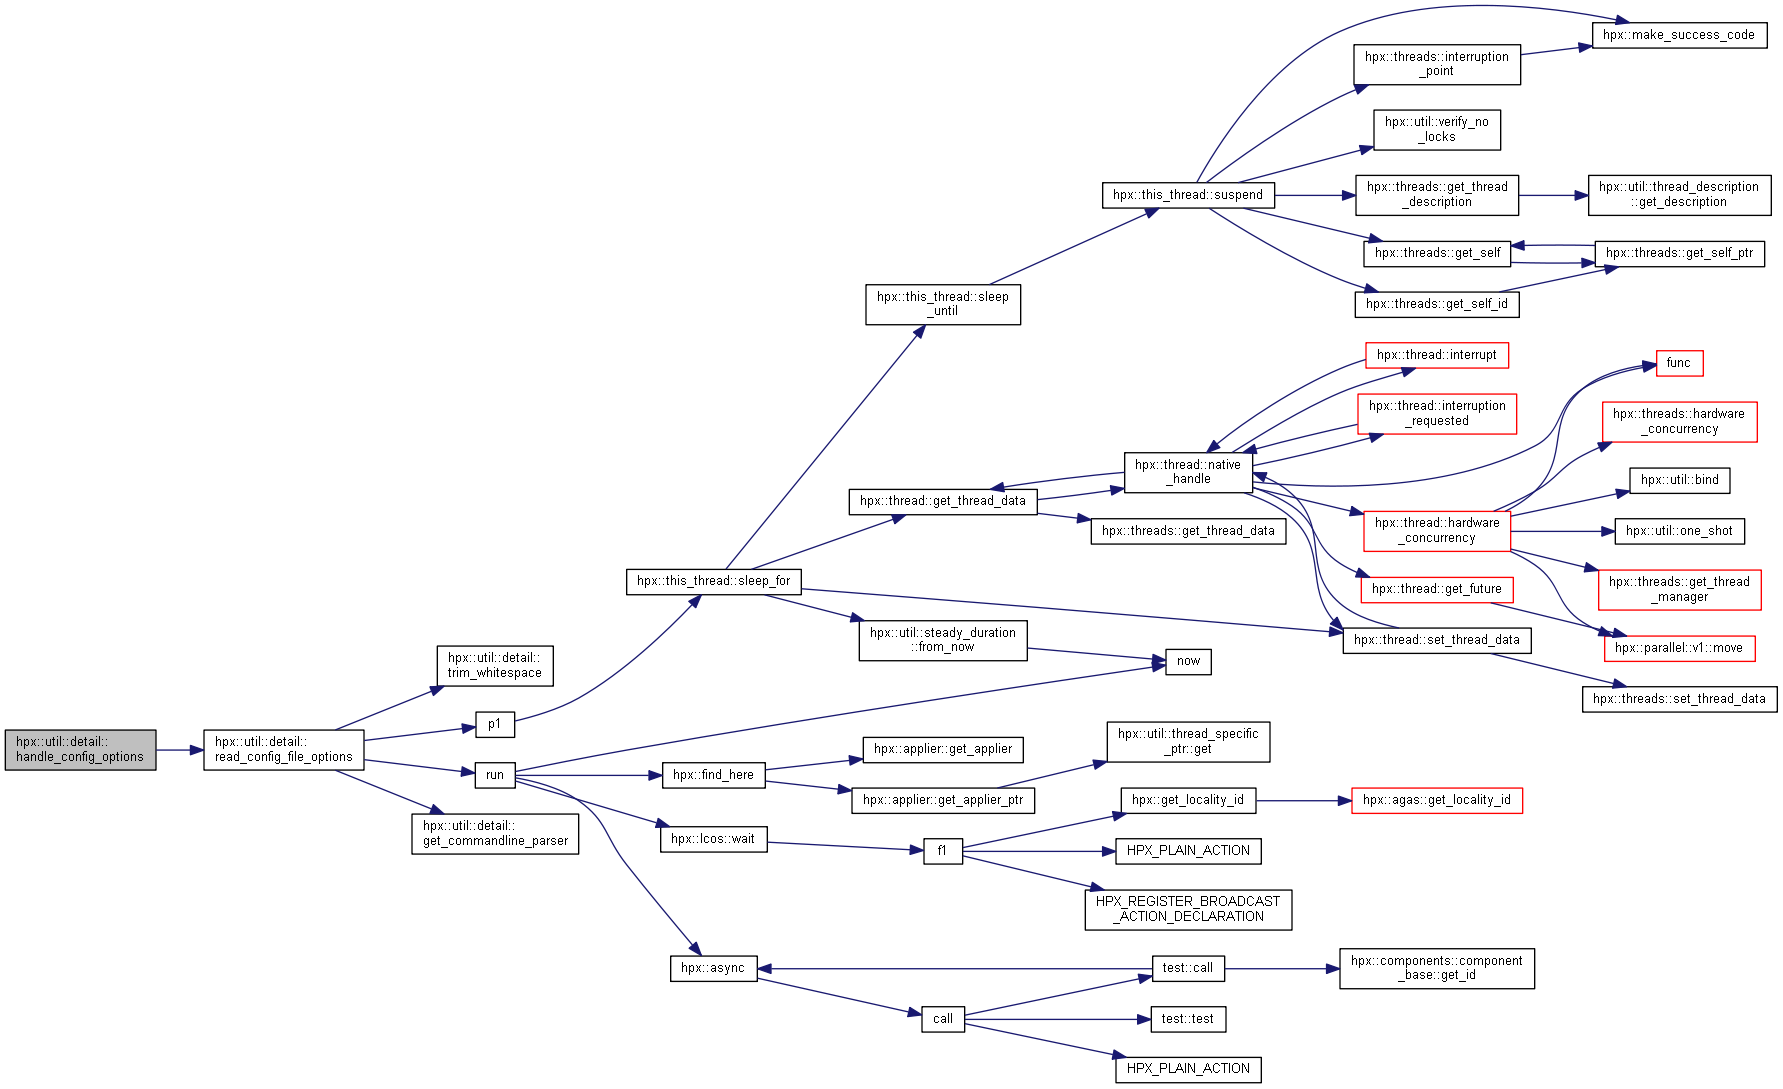 hpx::make_success_code
hpx::threads::interruption
_point
hpx::util::verify_no
_locks
hpx::this_thread::suspend
hpx::threads::get_thread
_description
hpx::util::thread_description
::get_description
hpx::threads::get_self
hpx::threads::get_self_ptr
hpx::this_thread::sleep
_until
hpx::threads::get_self_id
hpx::thread::interrupt
func
hpx::thread::interruption
_requested
hpx::threads::hardware
_concurrency
hpx::thread::native
_handle
hpx::util::bind
hpx::thread::get_thread_data
hpx::threads::get_thread_data
hpx::thread::hardware
_concurrency
hpx::util::one_shot
hpx::this_thread::sleep_for
hpx::thread::get_future
hpx::threads::get_thread
_manager
hpx::util::steady_duration
::from_now
hpx::thread::set_thread_data
hpx::parallel::v1::move
now
hpx::util::detail::
trim_whitespace
hpx::threads::set_thread_data
p1
hpx::util::detail::
handle_config_options
hpx::util::detail::
read_config_file_options
run
hpx::find_here
hpx::applier::get_applier
hpx::util::thread_specific
_ptr::get
hpx::applier::get_applier_ptr
hpx::get_locality_id
hpx::agas::get_locality_id
hpx::util::detail::
get_commandline_parser
hpx::lcos::wait
f1
HPX_PLAIN_ACTION
HPX_REGISTER_BROADCAST
_ACTION_DECLARATION
hpx::async
test::call
hpx::components::component
_base::get_id
call
test::test
HPX_PLAIN_ACTION